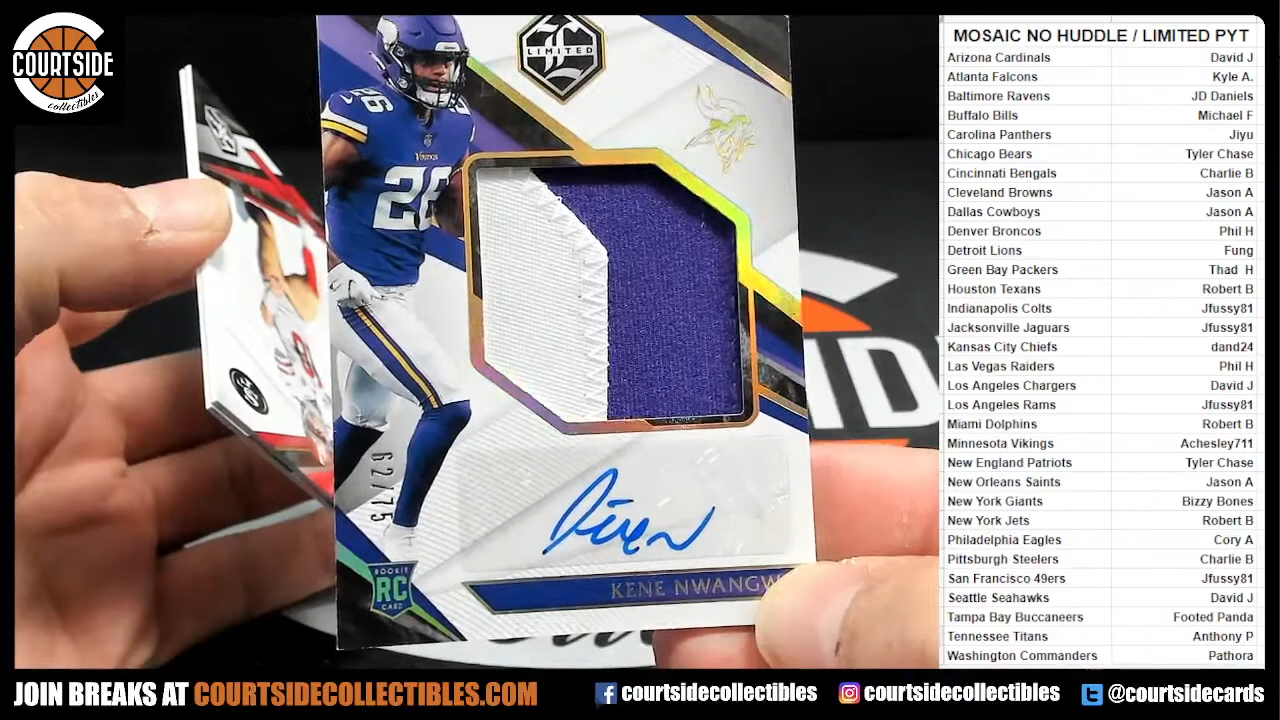 COURTSIDE
collectibles
LIMITED
26
VIKINGS
26
62/75
ROOKIE
RC
CARD
KENE NWANGW
MOSAIC NO HUDDLE / LIMITED PYT
Arizona Cardinals David J
Atlanta Falcons Kyle A.
Baltimore Ravens JD Daniels
Buffalo Bills Michael F
Carolina Panthers Jiyu
Chicago Bears Tyler Chase
Cincinnati Bengals Charlie B
Cleveland Browns Jason A
Dallas Cowboys Jason A
Denver Broncos Phil H
Detroit Lions Fung
Green Bay Packers Thad H
Houston Texans Robert B
Indianapolis Colts Jfussy81
Jacksonville Jaguars Jfussy81
Kansas City Chiefs dand24
Las Vegas Raiders Phil H
Los Angeles Chargers David J
Los Angeles Rams Jfussy81
Miami Dolphins Robert B
Minnesota Vikings Achesley711
New England Patriots Tyler Chase
New Orleans Saints Jason A
New York Giants Bizzy Bones
New York Jets Robert B
Philadelphia Eagles Cory A
Pittsburgh Steelers Charlie B
San Francisco 49ers Jfussy81
Seattle Seahawks David J
Tampa Bay Buccaneers Footed Panda
Tennessee Titans Anthony P
Washington Commanders Pathora
JOIN BREAKS AT COURTSIDECOLLECTIBLES.COM
courtsidecollectibles
courtsidecollectibles
@courtsidecards